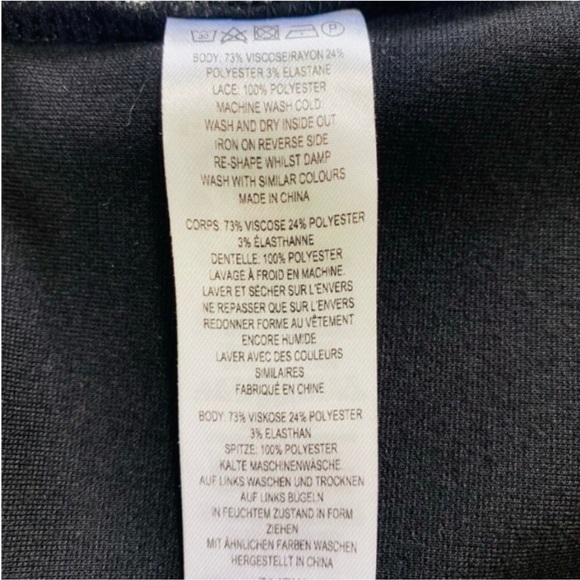 BODY: 73% VISCOSE/RAYON 24%
POLYESTER 3% ELASTANE
LACE: 100% POLYESTER
MACHINE WASH COLD.
WASH AND DRY INSIDE OUT
IRON ON REVERSE SIDE
RE-SHAPE WHILST DAMP
WASH WITH SIMILAR COLOURS
MADE IN CHINA
CORPS: 73% VISCOSE 24% POLYESTER
3% ÉLASTHANNE
DENTELLE: 100% POLYESTER
LAVAGE À FROID EN MACHINE.
LAVER ET SÉCHER SUR L'ENVERS
NE REPASSER QUE SUR L'ENVERS
REDONNER FORME AU VÊTEMENT
ENCORE HUMIDE
LAVER AVEC DES COULEURS
SIMILAIRES
FABRIQUÉ EN CHINE
BODY: 73% VISKOSE 24% POLYESTER
3% ELASTHAN
SPITZE: 100% POLYESTER
KALTE MASCHINENWÄSCHE.
AUF LINKS WASCHEN UND TROCKNEN
AUF LINKS BÜGELN
IN FEUCHTEM ZUSTAND IN FORM
ZIEHEN
MIT ÄHNLICHEN FARBEN WASCHEN
HERGESTELLT IN CHINA